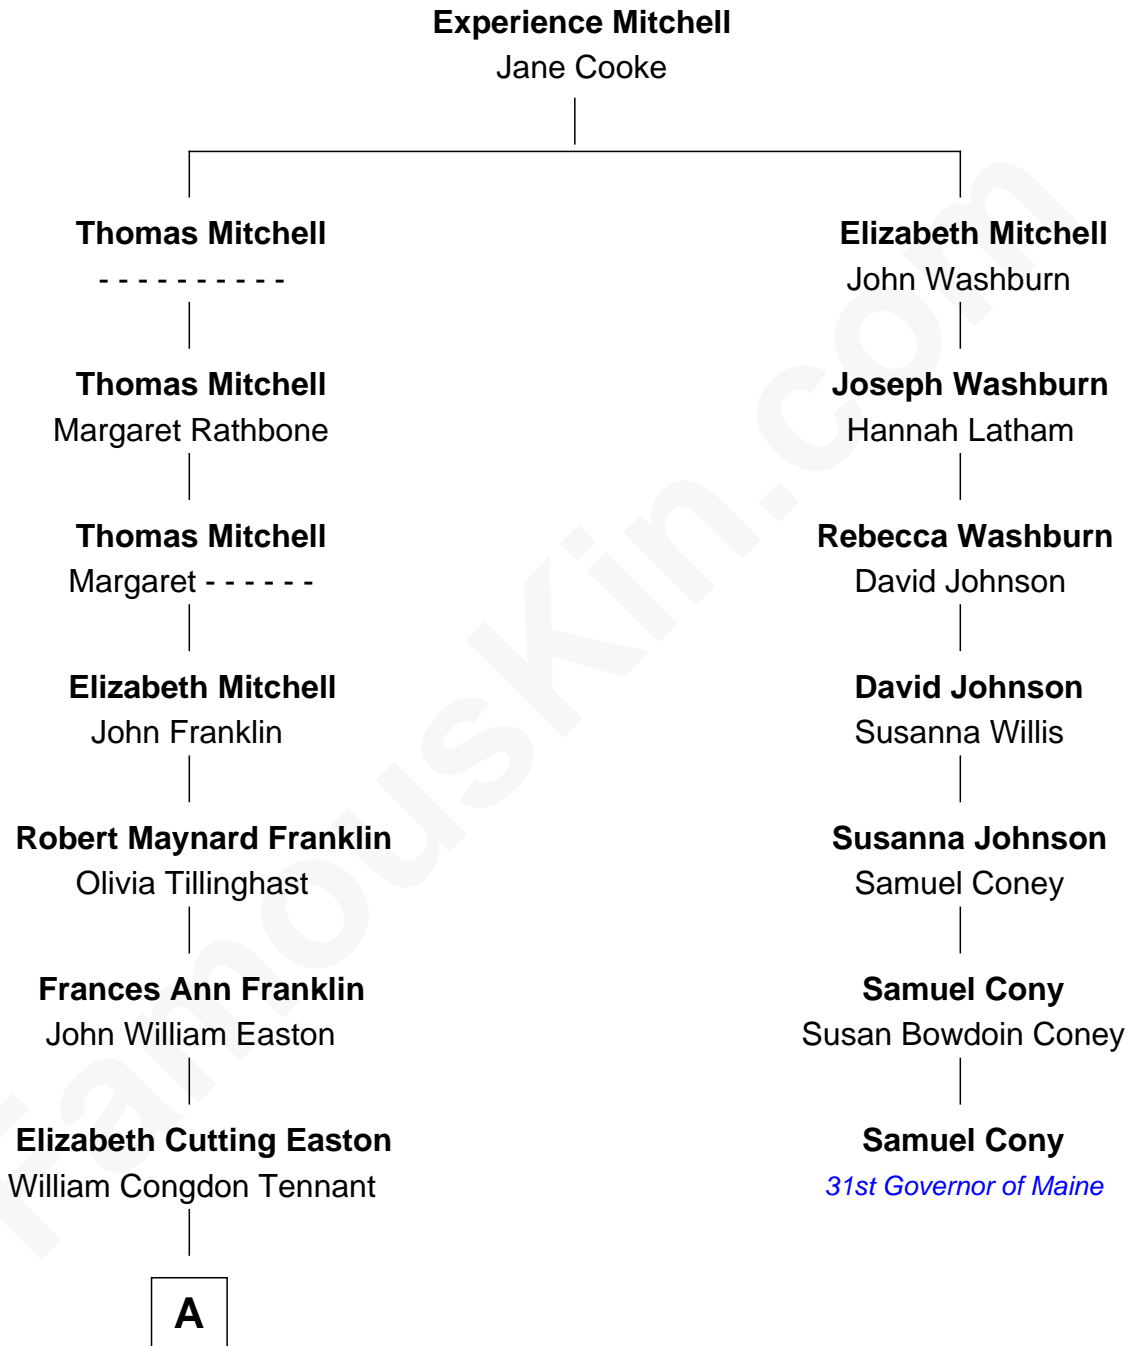 Experience Mitchell
Jane Cooke
Thomas Mitchell
- - - - - - - - - -
Elizabeth Mitchell
John Washburn
Thomas Mitchell
Margaret Rathbone
Joseph Washburn
Hannah Latham
Thomas Mitchell
Margaret - - - - - -
Rebecca Washburn
David Johnson
Elizabeth Mitchell
John Franklin
David Johnson
Susanna Willis
Robert Maynard Franklin
Olivia Tillinghast
Susanna Johnson
Samuel Coney
Frances Ann Franklin
John William Easton
Samuel Cony
Susan Bowdoin Coney
Elizabeth Cutting Easton
William Congdon Tennant
Samuel Cony
31st Governor of Maine
A
FamousKin.com